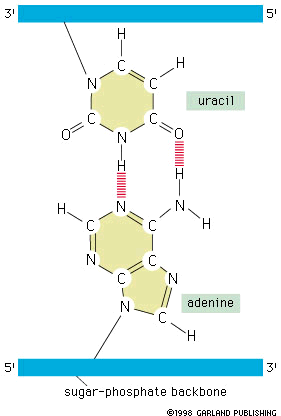 3' 5'
H
C H
N C
uracil
C C
O N O
H H
N N
H C C H
N C N
C adenine
N C
H
5' 3'
sugar-phosphate backbone
©1998 GARLAND PUBLISHING